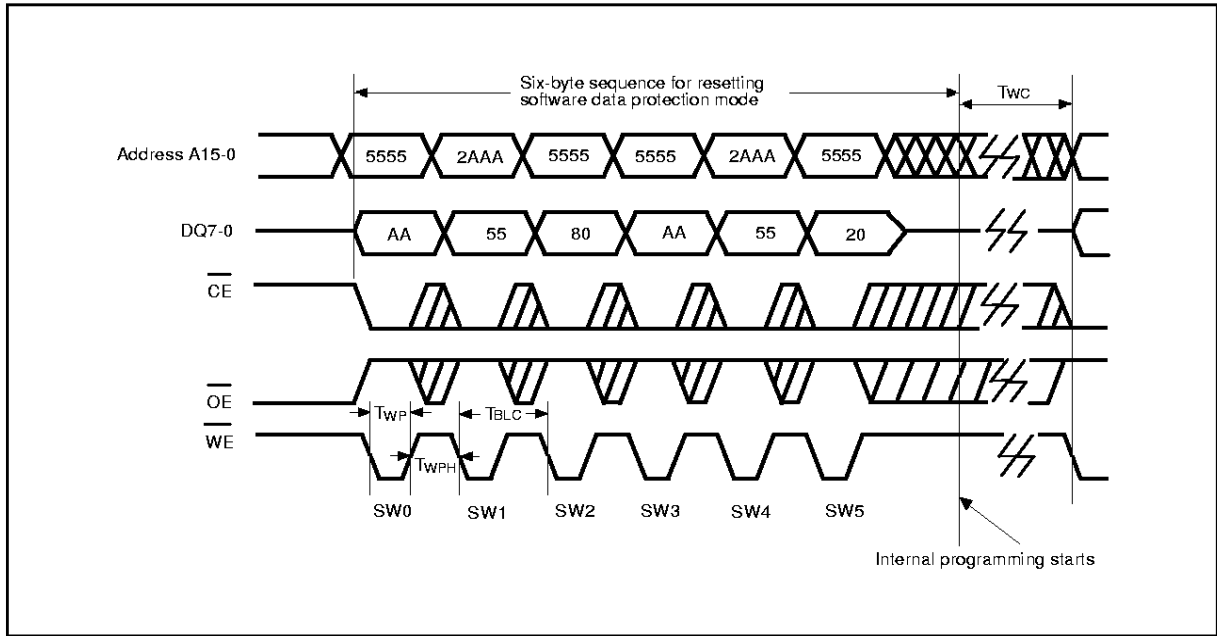 Six-byte sequence for resetting
software data protection mode
TWC
Address A15-0
5555 2AAA 5555 5555 2AAA 5555
DQ7-0
AA 55 80 AA 55 20
CE
OE
TWP
TBLC
WE
TWPH
SW0 SW1 SW2 SW3 SW4 SW5
Internal programming starts